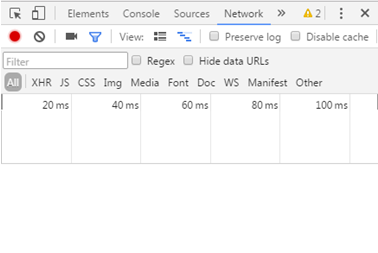 Elements Console Sources Network » 2
View: Preserve log Disable cache
Filter Regex Hide data URLs
All XHR JS CSS Img Media Font Doc WS Manifest Other
20 ms 40 ms 60 ms 80 ms 100 ms